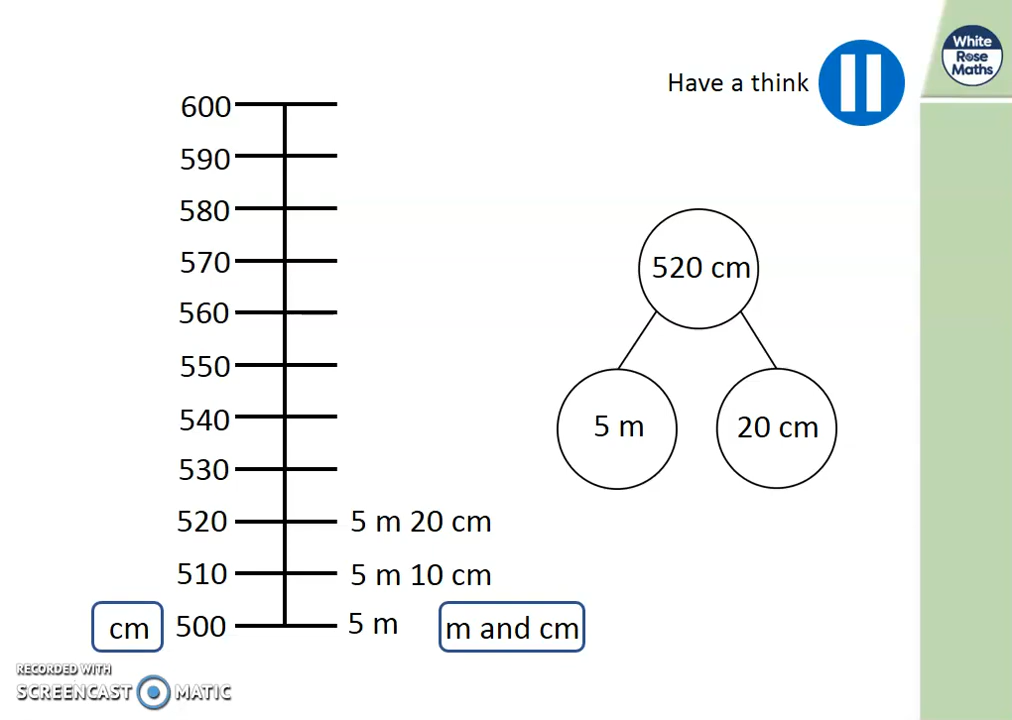 Have a think
White
Rose
Maths
600
590
580
570
560
550
540
530
520 5 m 20 cm
510 5 m 10 cm
cm 500 5 m m and cm
520 cm
5 m 20 cm
RECORDED WITH
SCREENCAST MATIC